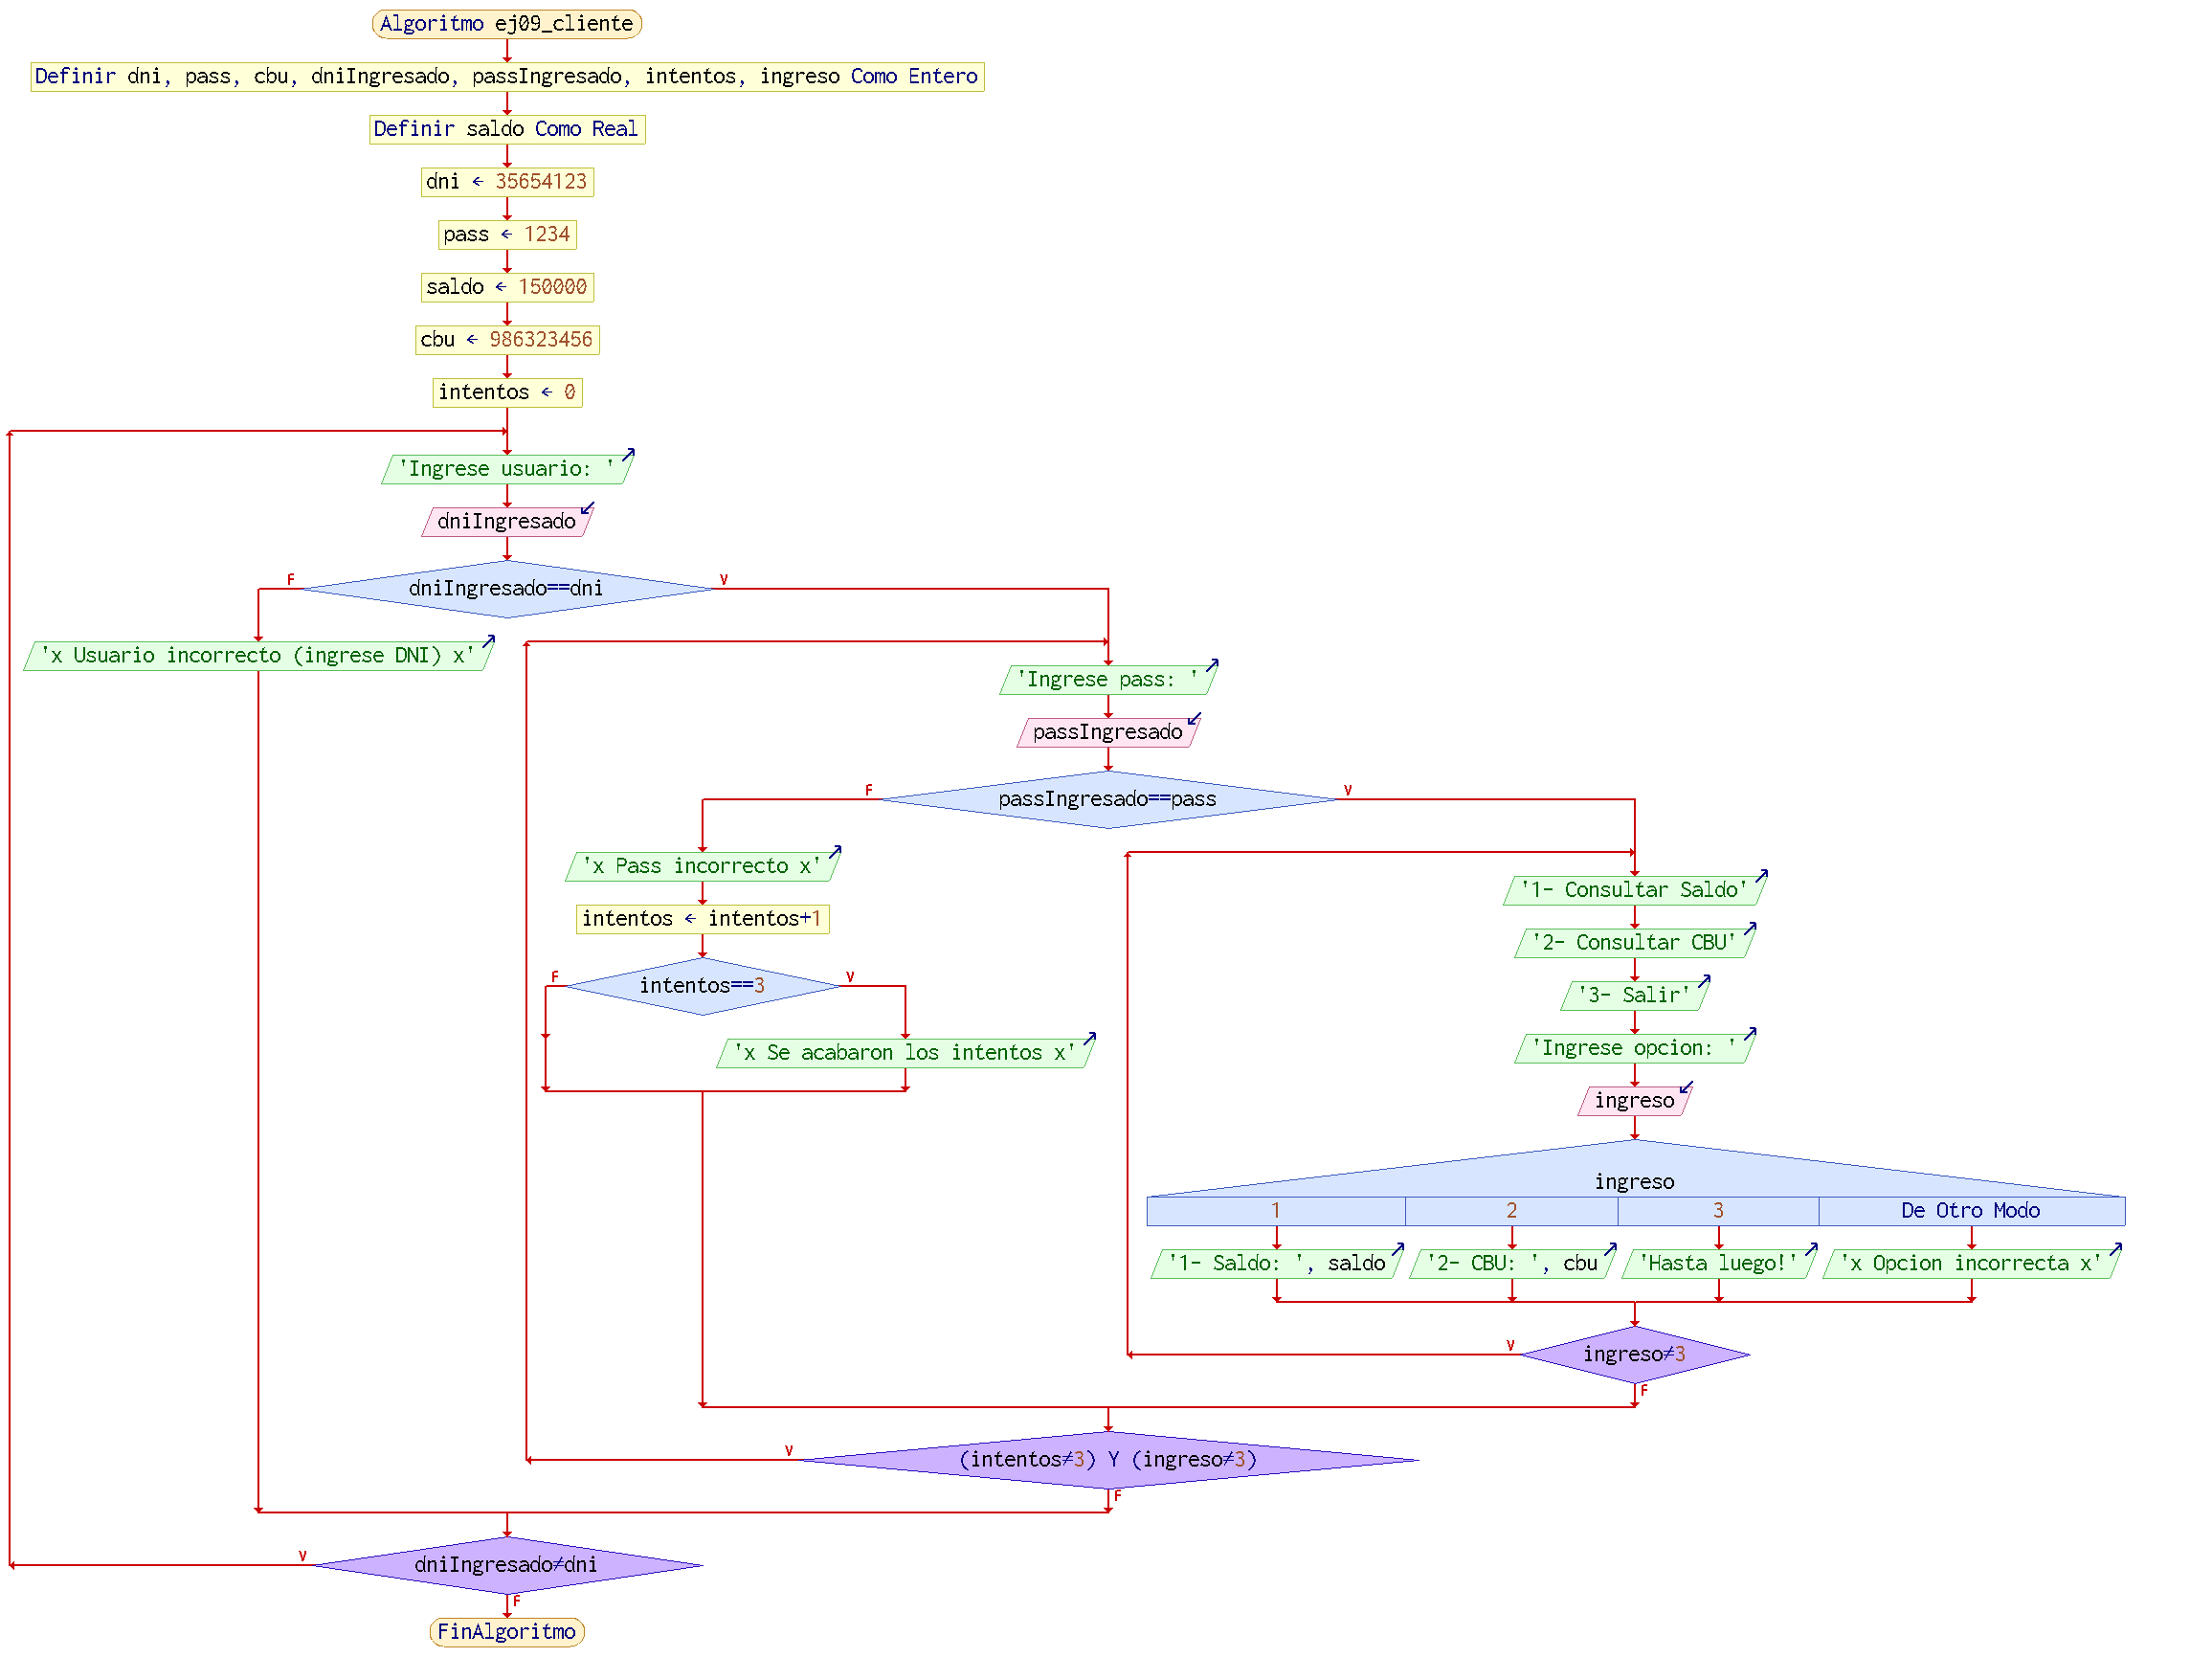 Algoritmo ej09_cliente
Definir dni, pass, cbu, dniIngresado, passIngresado, intentos, ingreso Como Entero
Definir saldo Como Real
dni ← 35654123
pass ← 1234
saldo ← 150000
cbu ← 986323456
intentos ← 0
'Ingrese usuario: '
dniIngresado
dniIngresado==dni
F
V
'x Usuario incorrecto (ingrese DNI) x'
'Ingrese pass: '
passIngresado
passIngresado==pass
F
V
'x Pass incorrecto x'
intentos ← intentos+1
intentos==3
F
V
'x Se acabaron los intentos x'
'1- Consultar Saldo'
'2- Consultar CBU'
'3- Salir'
'Ingrese opcion: '
ingreso
ingreso
1
2
3
De Otro Modo
'1- Saldo: ', saldo
'2- CBU: ', cbu
'Hasta luego!'
'x Opcion incorrecta x'
ingreso≠3
V
F
(intentos≠3) Y (ingreso≠3)
V
F
dniIngresado≠dni
V
F
FinAlgoritmo